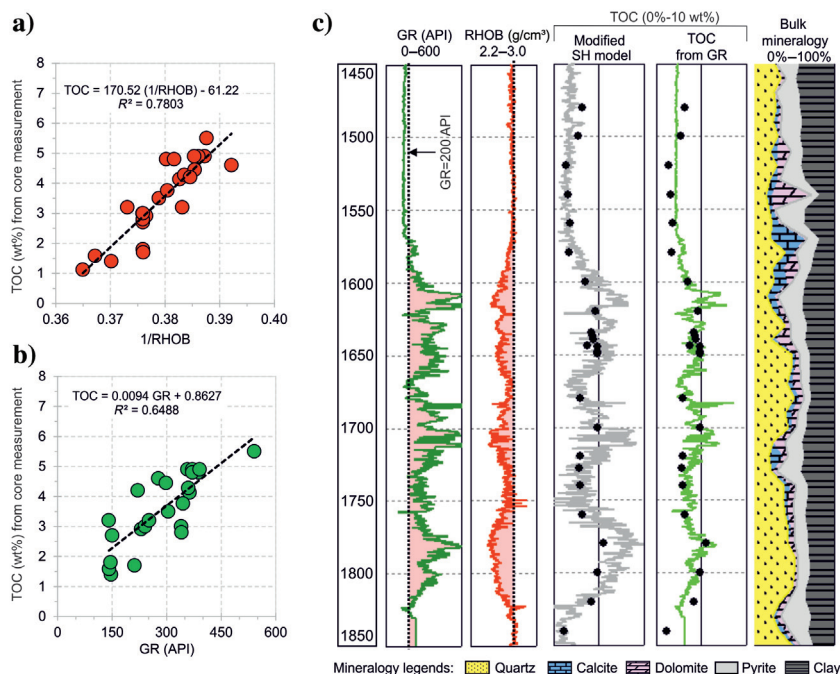 a)
TOC = 170.52 (1/RHOB) - 61.22
R² = 0.7803
TOC (wt%) from core measurement
8
7
6
5
4
3
2
1
0
0.36
0.37
0.38
0.39
0.40
1/RHOB
b)
TOC = 0.0094 GR + 0.8627
R² = 0.6488
TOC (wt%) from core measurement
8
7
6
5
4
3
2
1
0
0
150
300
450
600
GR (API)
c)
TOC (0%-10 wt%)
GR (API)
0–600
RHOB (g/cm³)
2.2–3.0
Modified
SH model
TOC
from GR
Bulk
mineralogy
0%–100%
1450
1500
1550
1600
1650
1700
1750
1800
1850
GR=200 API
Mineralogy legends: Quartz Calcite Dolomite Pyrite Clay